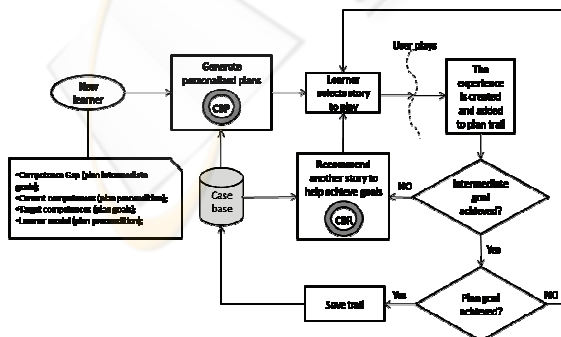 New
learner
Generate
personalised plans
CBP
Learner
selects story
to play
User plays
The
experience
is created
and added
to plan trail
•Competence Gap (plan intermediate
goals);
•Current competences (plan precondition);
•Target competences (plan goals);
•Learner model (plan precondition);
Case
base
Recommend
another story to
help achieve goals
CBR
NO
Intermediate
goal
achieved?
Yes
Save trail
Yes
Plan goal
achieved?
NO